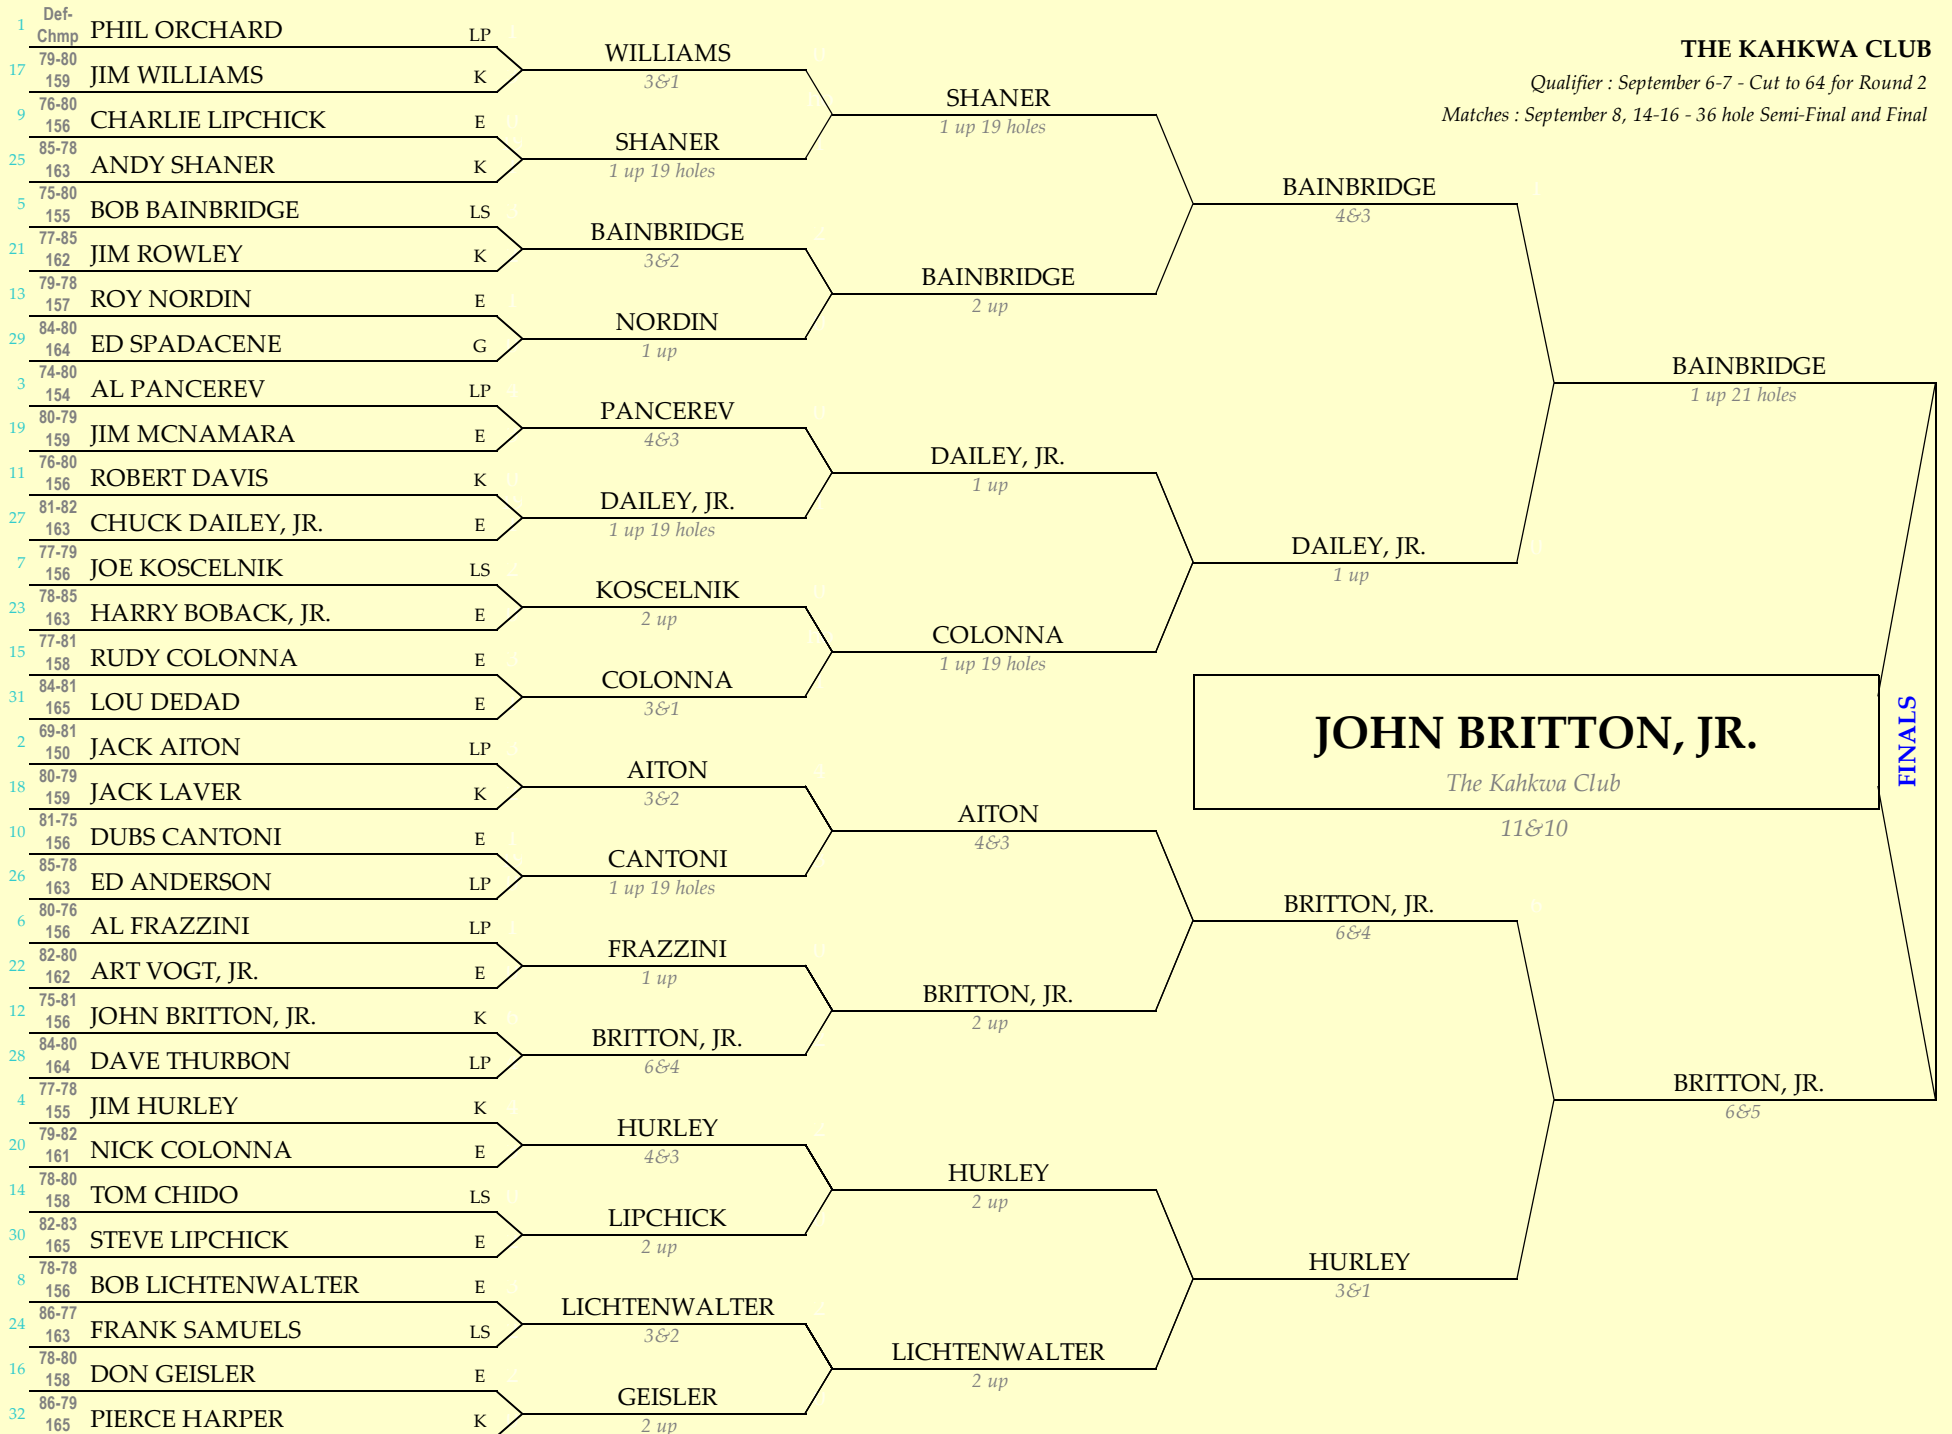 THE KAHKWA CLUB
Qualifier : September 6-7 - Cut to 64 for Round 2
Matches : September 8, 14-16 - 36 hole Semi-Final and Final
1 Def-Chmp PHIL ORCHARD LP
17 79-80 159 JIM WILLIAMS K
9 76-80 156 CHARLIE LIPCHICK E
25 85-78 163 ANDY SHANER K
5 75-80 155 BOB BAINBRIDGE LS
21 77-85 162 JIM ROWLEY K
13 79-78 157 ROY NORDIN E
29 84-80 164 ED SPADACENE G
3 74-80 154 AL PANCEREV LP
19 80-79 159 JIM MCNAMARA E
11 76-80 156 ROBERT DAVIS K
27 81-82 163 CHUCK DAILEY, JR. E
7 77-79 156 JOE KOSCELNIK LS
23 78-85 163 HARRY BOBACK, JR. E
15 77-81 158 RUDY COLONNA E
31 84-81 165 LOU DEDAD E
2 69-81 150 JACK AITON LP
18 80-79 159 JACK LAVER K
10 81-75 156 DUBS CANTONI E
26 85-78 163 ED ANDERSON LP
6 80-76 156 AL FRAZZINI LP
22 82-80 162 ART VOGT, JR. E
12 75-81 156 JOHN BRITTON, JR. K
28 84-80 164 DAVE THURBON LP
4 77-78 155 JIM HURLEY K
20 79-82 161 NICK COLONNA E
14 78-80 158 TOM CHIDO LS
30 82-83 165 STEVE LIPCHICK E
8 78-78 156 BOB LICHTENWALTER E
24 86-77 163 FRANK SAMUELS LS
16 78-80 158 DON GEISLER E
32 86-79 165 PIERCE HARPER K
WILLIAMS
3&1
SHANER
1 up 19 holes
BAINBRIDGE
3&2
NORDIN
1 up
PANCEREV
4&3
DAILEY, JR.
1 up 19 holes
KOSCELNIK
2 up
COLONNA
3&1
AITON
3&2
CANTONI
1 up 19 holes
FRAZZINI
1 up
BRITTON, JR.
6&4
HURLEY
4&3
LIPCHICK
2 up
LICHTENWALTER
3&2
GEISLER
2 up
SHANER
1 up 19 holes
BAINBRIDGE
2 up
DAILEY, JR.
1 up
COLONNA
1 up 19 holes
AITON
4&3
BRITTON, JR.
2 up
HURLEY
2 up
LICHTENWALTER
2 up
BAINBRIDGE
4&3
DAILEY, JR.
1 up
BRITTON, JR.
6&4
HURLEY
3&1
BAINBRIDGE
1 up 21 holes
BRITTON, JR.
6&5
JOHN BRITTON, JR.
The Kahkwa Club
11&10
FINALS